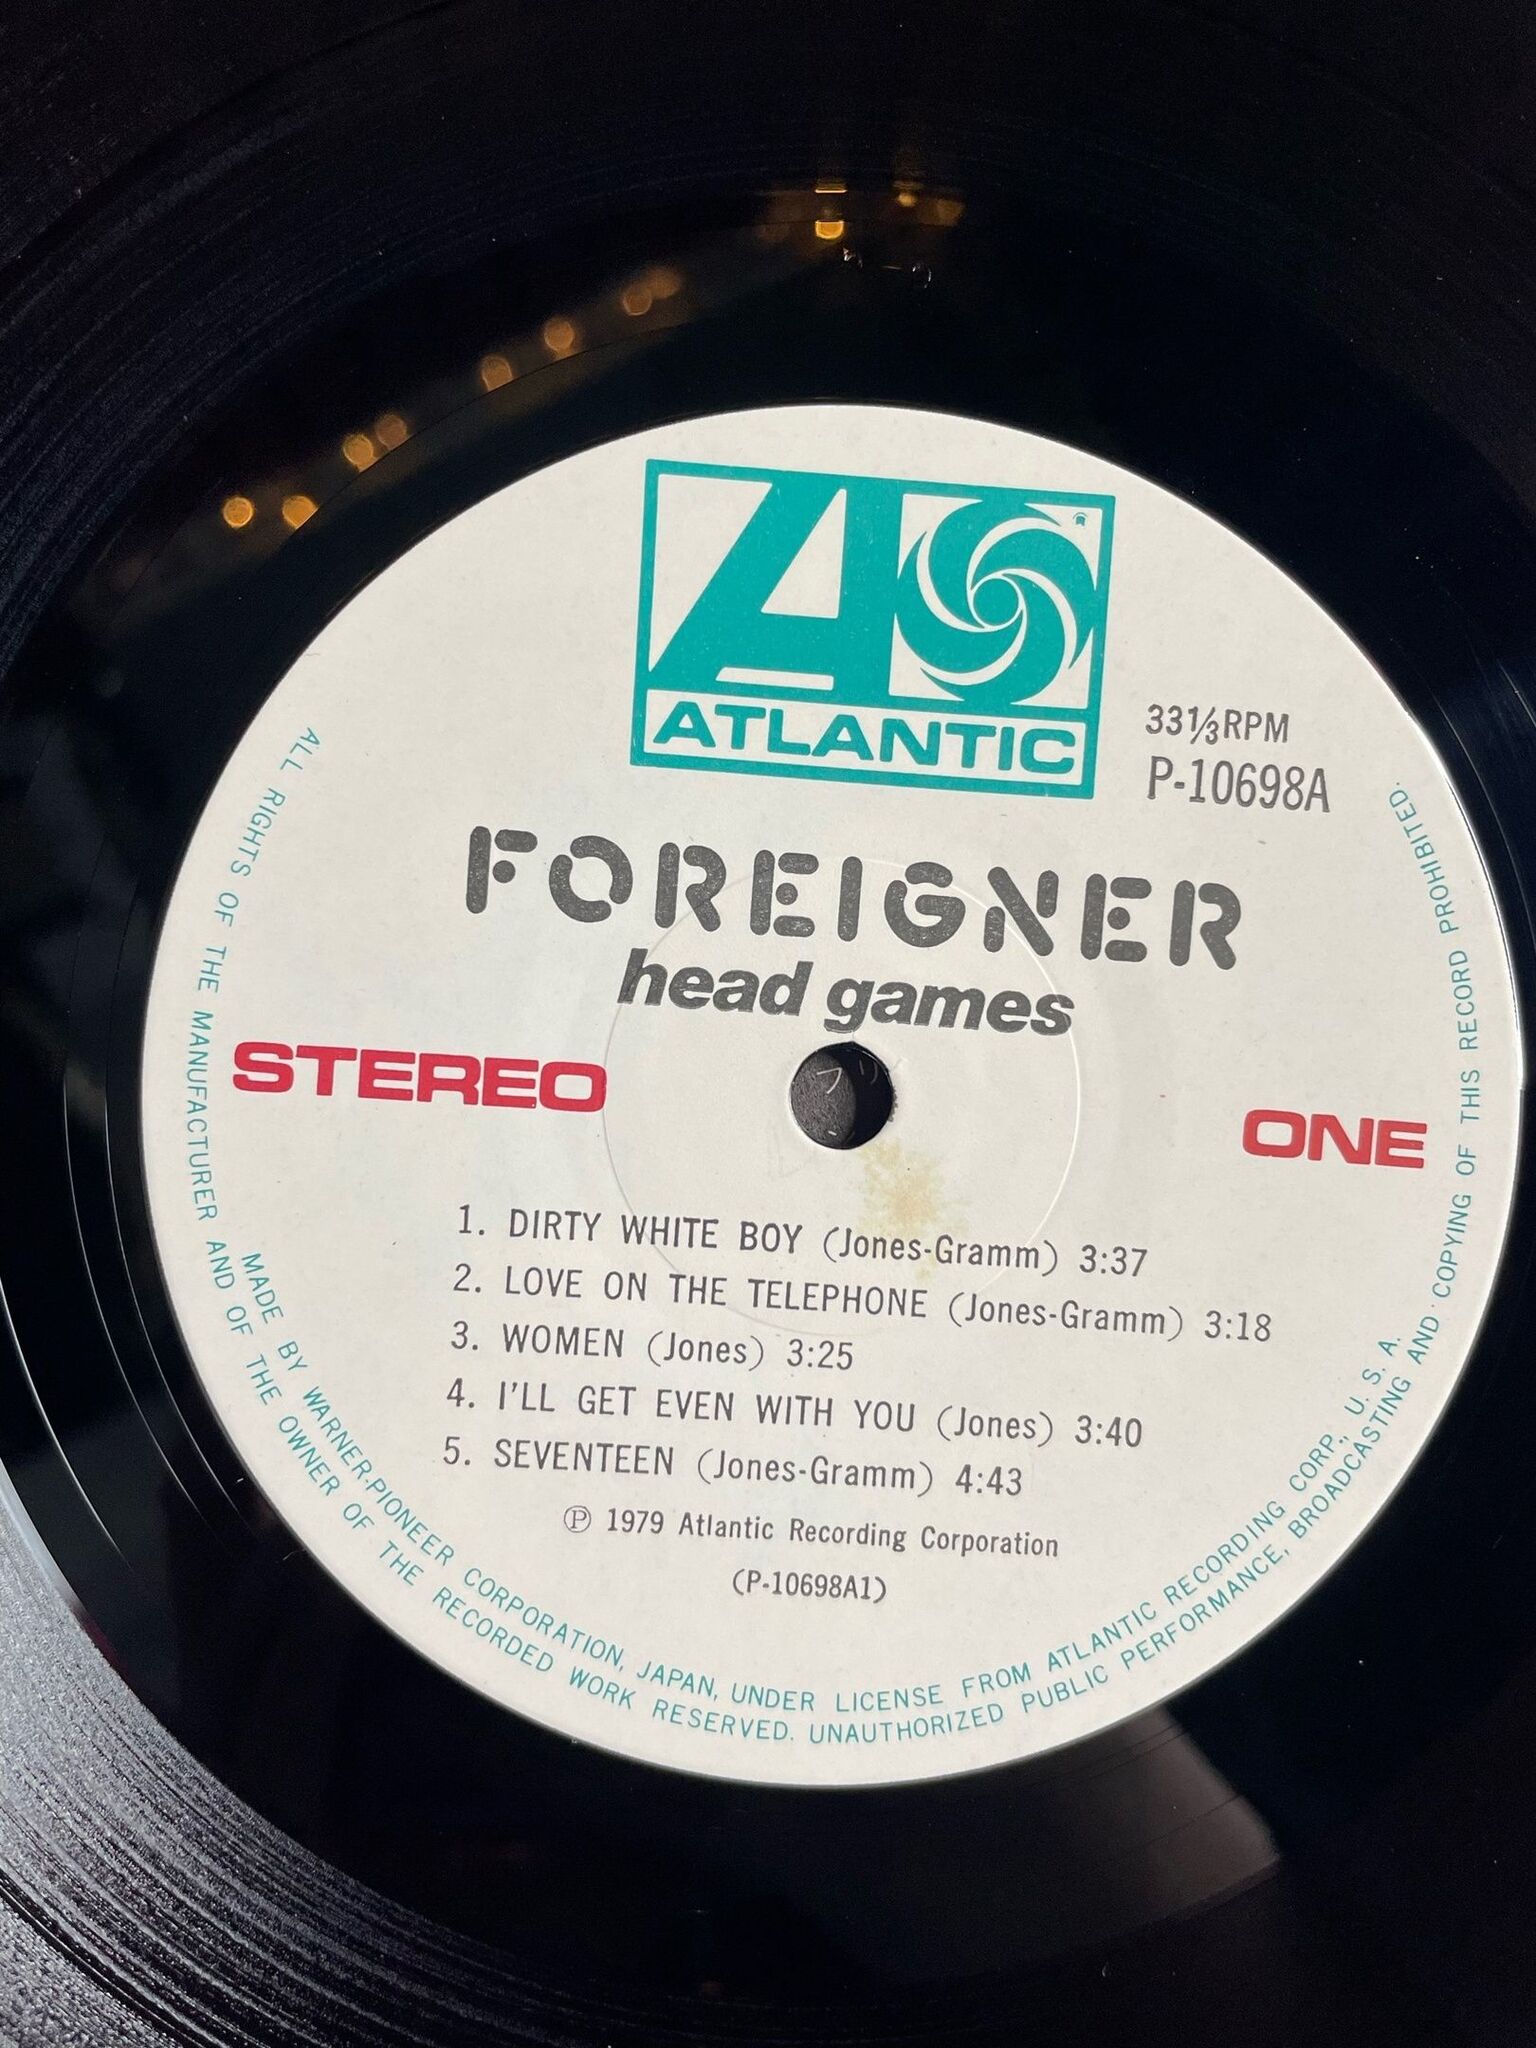 ATLANTIC
33⅓RPM
P-10698A
FOREIGNER
head games
STEREO
ONE
1. DIRTY WHITE BOY (Jones-Gramm) 3:37
2. LOVE ON THE TELEPHONE (Jones-Gramm) 3:18
3. WOMEN (Jones) 3:25
4. I'LL GET EVEN WITH YOU (Jones) 3:40
5. SEVENTEEN (Jones-Gramm) 4:43
Ⓟ 1979 Atlantic Recording Corporation
(P-10698A1)
MADE BY WARNER-PIONEER CORPORATION, JAPAN, UNDER LICENSE FROM ATLANTIC RECORDING CORP., U. S. A.
ALL RIGHTS OF THE MANUFACTURER AND OF THE OWNER OF THE RECORDED WORK RESERVED. UNAUTHORIZED PUBLIC PERFORMANCE, BROADCASTING AND COPYING OF THIS RECORD PROHIBITED.